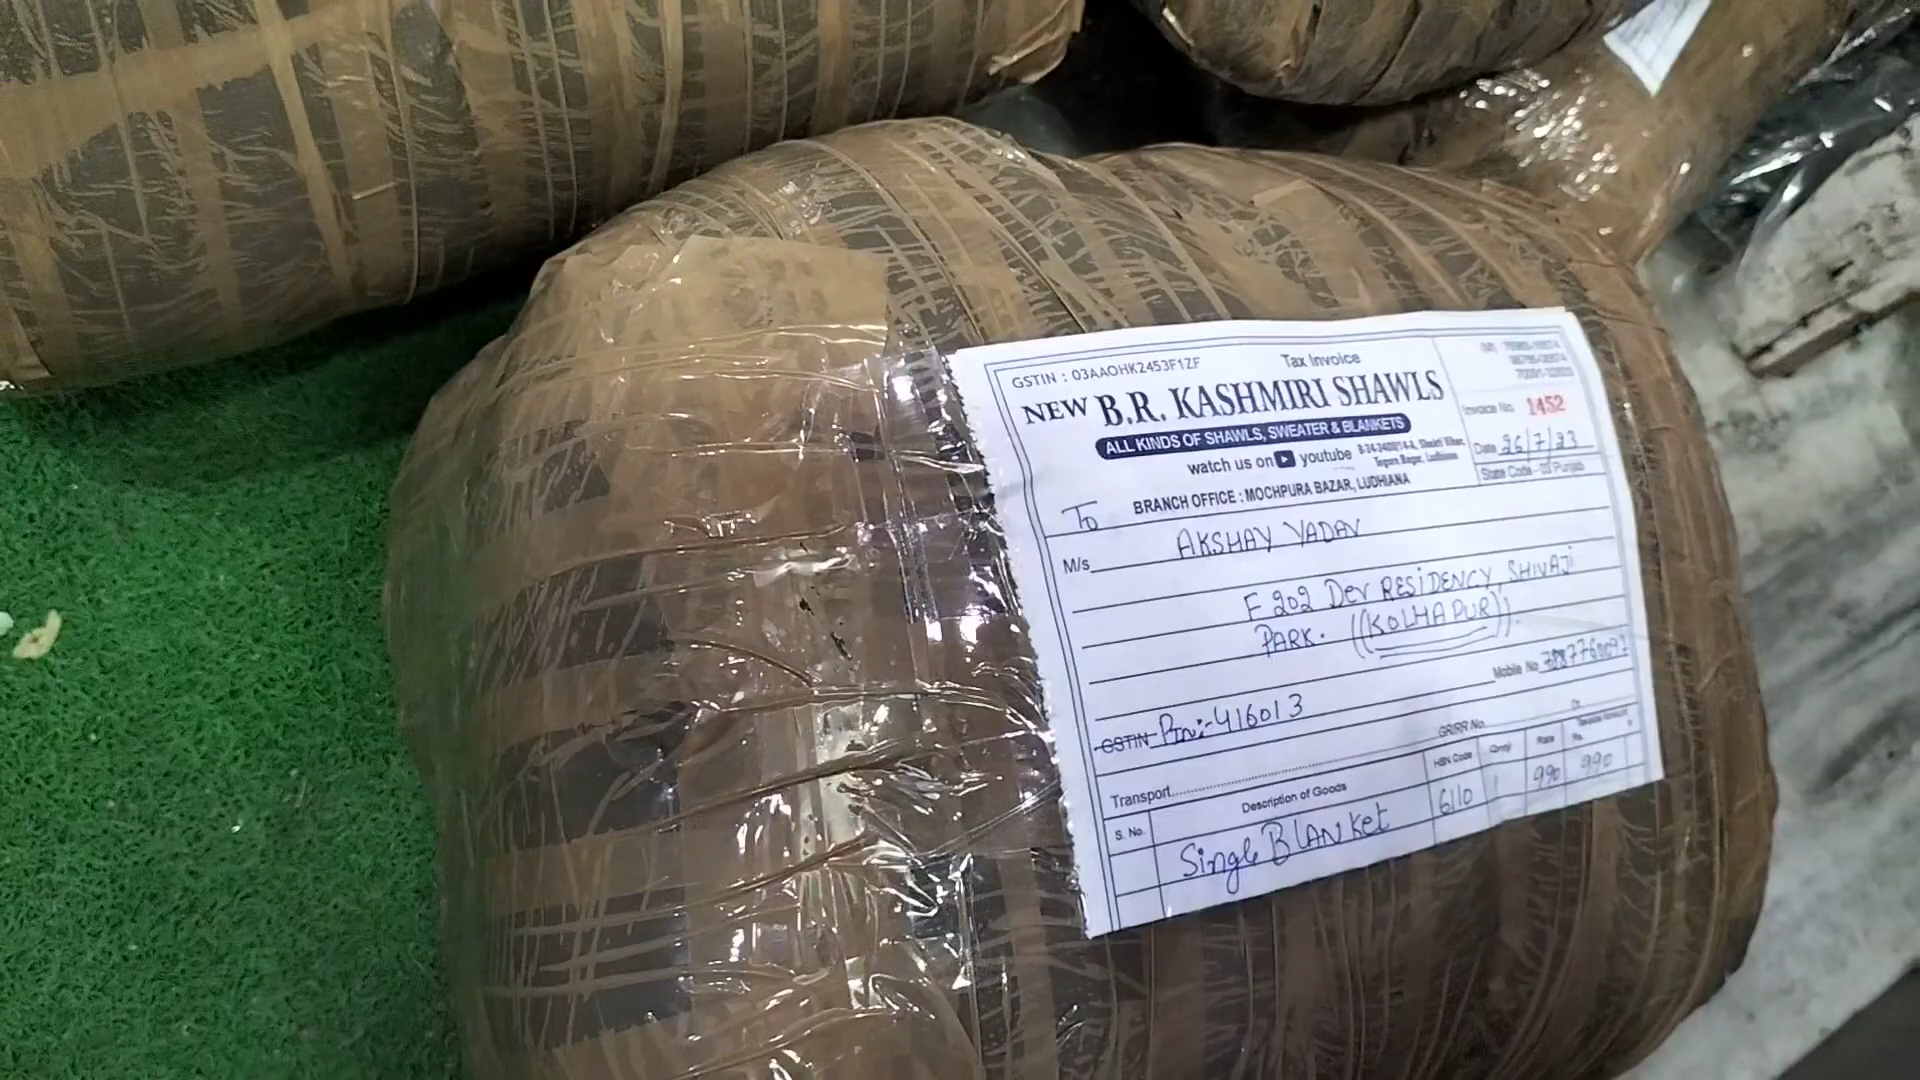 GSTIN : 03AAOHK2453F1ZF
Tax Invoice
NEW B.R. KASHMIRI SHAWLS
ALL KINDS OF SHAWLS, SWEATER & BLANKETS
watch us on youtube
BRANCH OFFICE : MOCHPURA BAZAR, LUDHIANA
Invoice No. 1452
Date 26/7/23
State Code - 03 Punjab
To
M/s AKSHAY YADAV
F 202 Dev RESIDENCY, SHIVAJI
PARK. ((KOLHAPUR)).
Mobile No
GSTIN Pin:-416013
GR/RR No.
Transport
S. No. Description of Goods HSN Code Qnty Rate Rs.
Single BLANKet 6110 1 990 990